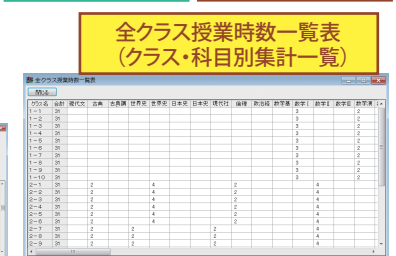 全クラス授業時数一覧表
（クラス・科目別集計一覧）
全クラス授業時数一覧表
閉じる
クラス名 合計 現代文 古典 古典講 世界史 世界史 日本史 日本史 現代社 倫理 政治経 数学基 数学Ⅰ 数学Ⅱ 数学Ⅲ 数学演
1－1 31 3 2
1－2 31 3 2
1－3 31 3 2
1－4 31 3 2
1－5 31 3 2
1－6 31 3 2
1－7 31 3 2
1－8 31 3 2
1－9 31 3 2
1－10 31 3 2
2－1 31 2 4 2 4
2－2 31 2 4 2 4
2－3 31 2 4 2 4
2－4 31 2 4 2 4
2－5 31 2 4 2 4
2－6 31 2 4 2 4
2－7 31 2 2 2 4
2－8 31 2 2 2 4
2－9 31 2 2 2 4